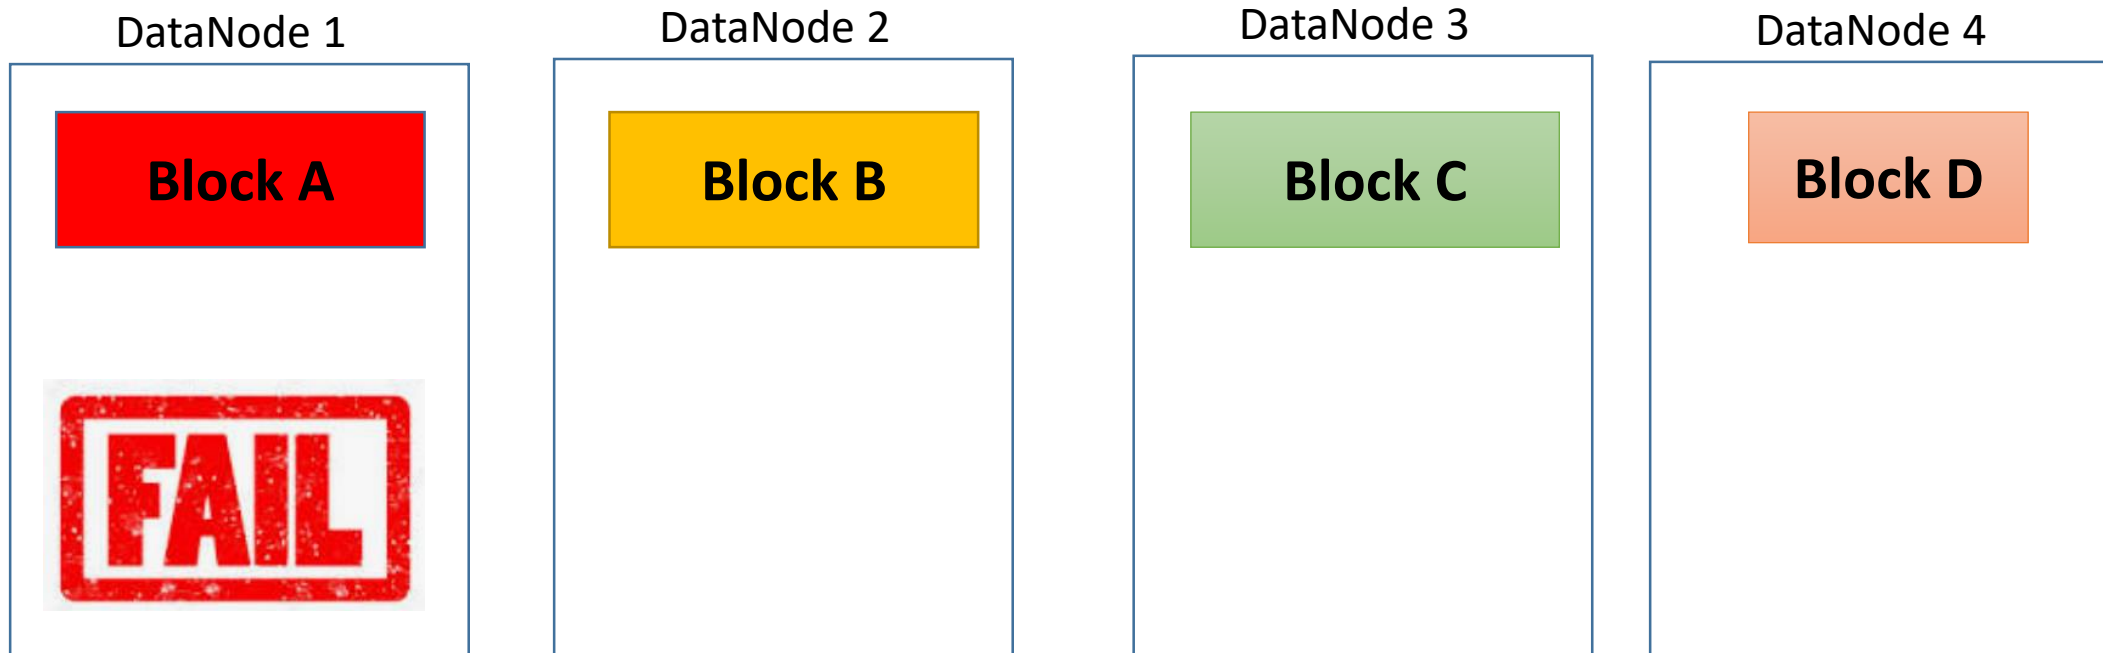 DataNode 1
DataNode 2
DataNode 3
DataNode 4
Block A
Block B
Block C
Block D
FAIL